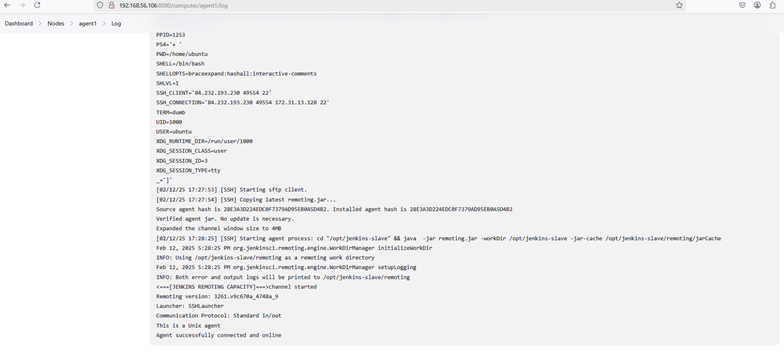 192.168.56.106:8080/computer/agent1/log
Dashboard > Nodes > agent1 > Log
PPID=1253
PS4='+ '
PWD=/home/ubuntu
SHELL=/bin/bash
SHELLOPTS=braceexpand:hashall:interactive-comments
SHLVL=1
SSH_CLIENT='84.232.193.230 49554 22'
SSH_CONNECTION='84.232.193.230 49554 172.31.13.128 22'
TERM=dumb
UID=1000
USER=ubuntu
XDG_RUNTIME_DIR=/run/user/1000
XDG_SESSION_CLASS=user
XDG_SESSION_ID=3
XDG_SESSION_TYPE=tty
_=']'
[02/12/25 17:27:53] [SSH] Starting sftp client.
[02/12/25 17:27:54] [SSH] Copying latest remoting.jar...
Source agent hash is 28E3A3D224EDC0F7379AD95EB0A5D4B2. Installed agent hash is 28E3A3D224EDC0F7379AD95EB0A5D4B2
Verified agent jar. No update is necessary.
Expanded the channel window size to 4MB
[02/12/25 17:28:25] [SSH] Starting agent process: cd "/opt/jenkins-slave" && java  -jar remoting.jar -workDir /opt/jenkins-slave -jar-cache /opt/jenkins-slave/remoting/jarCache
Feb 12, 2025 5:28:25 PM org.jenkinsci.remoting.engine.WorkDirManager initializeWorkDir
INFO: Using /opt/jenkins-slave/remoting as a remoting work directory
Feb 12, 2025 5:28:25 PM org.jenkinsci.remoting.engine.WorkDirManager setupLogging
INFO: Both error and output logs will be printed to /opt/jenkins-slave/remoting
<===[JENKINS REMOTING CAPACITY]===>channel started
Remoting version: 3261.v9c670a_4748a_9
Launcher: SSHLauncher
Communication Protocol: Standard in/out
This is a Unix agent
Agent successfully connected and online